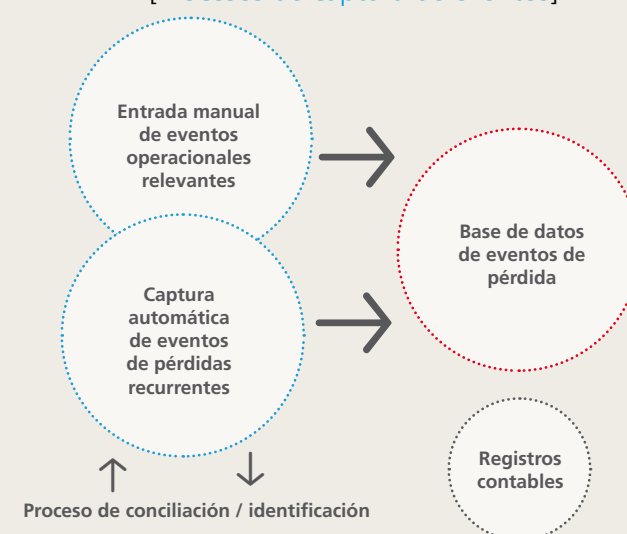 Entrada manual
de eventos
operacionales
relevantes
Base de datos
de eventos de
pérdida
Captura
automática
de eventos
de pérdidas
recurrentes
Registros
contables
Proceso de conciliación / identificación